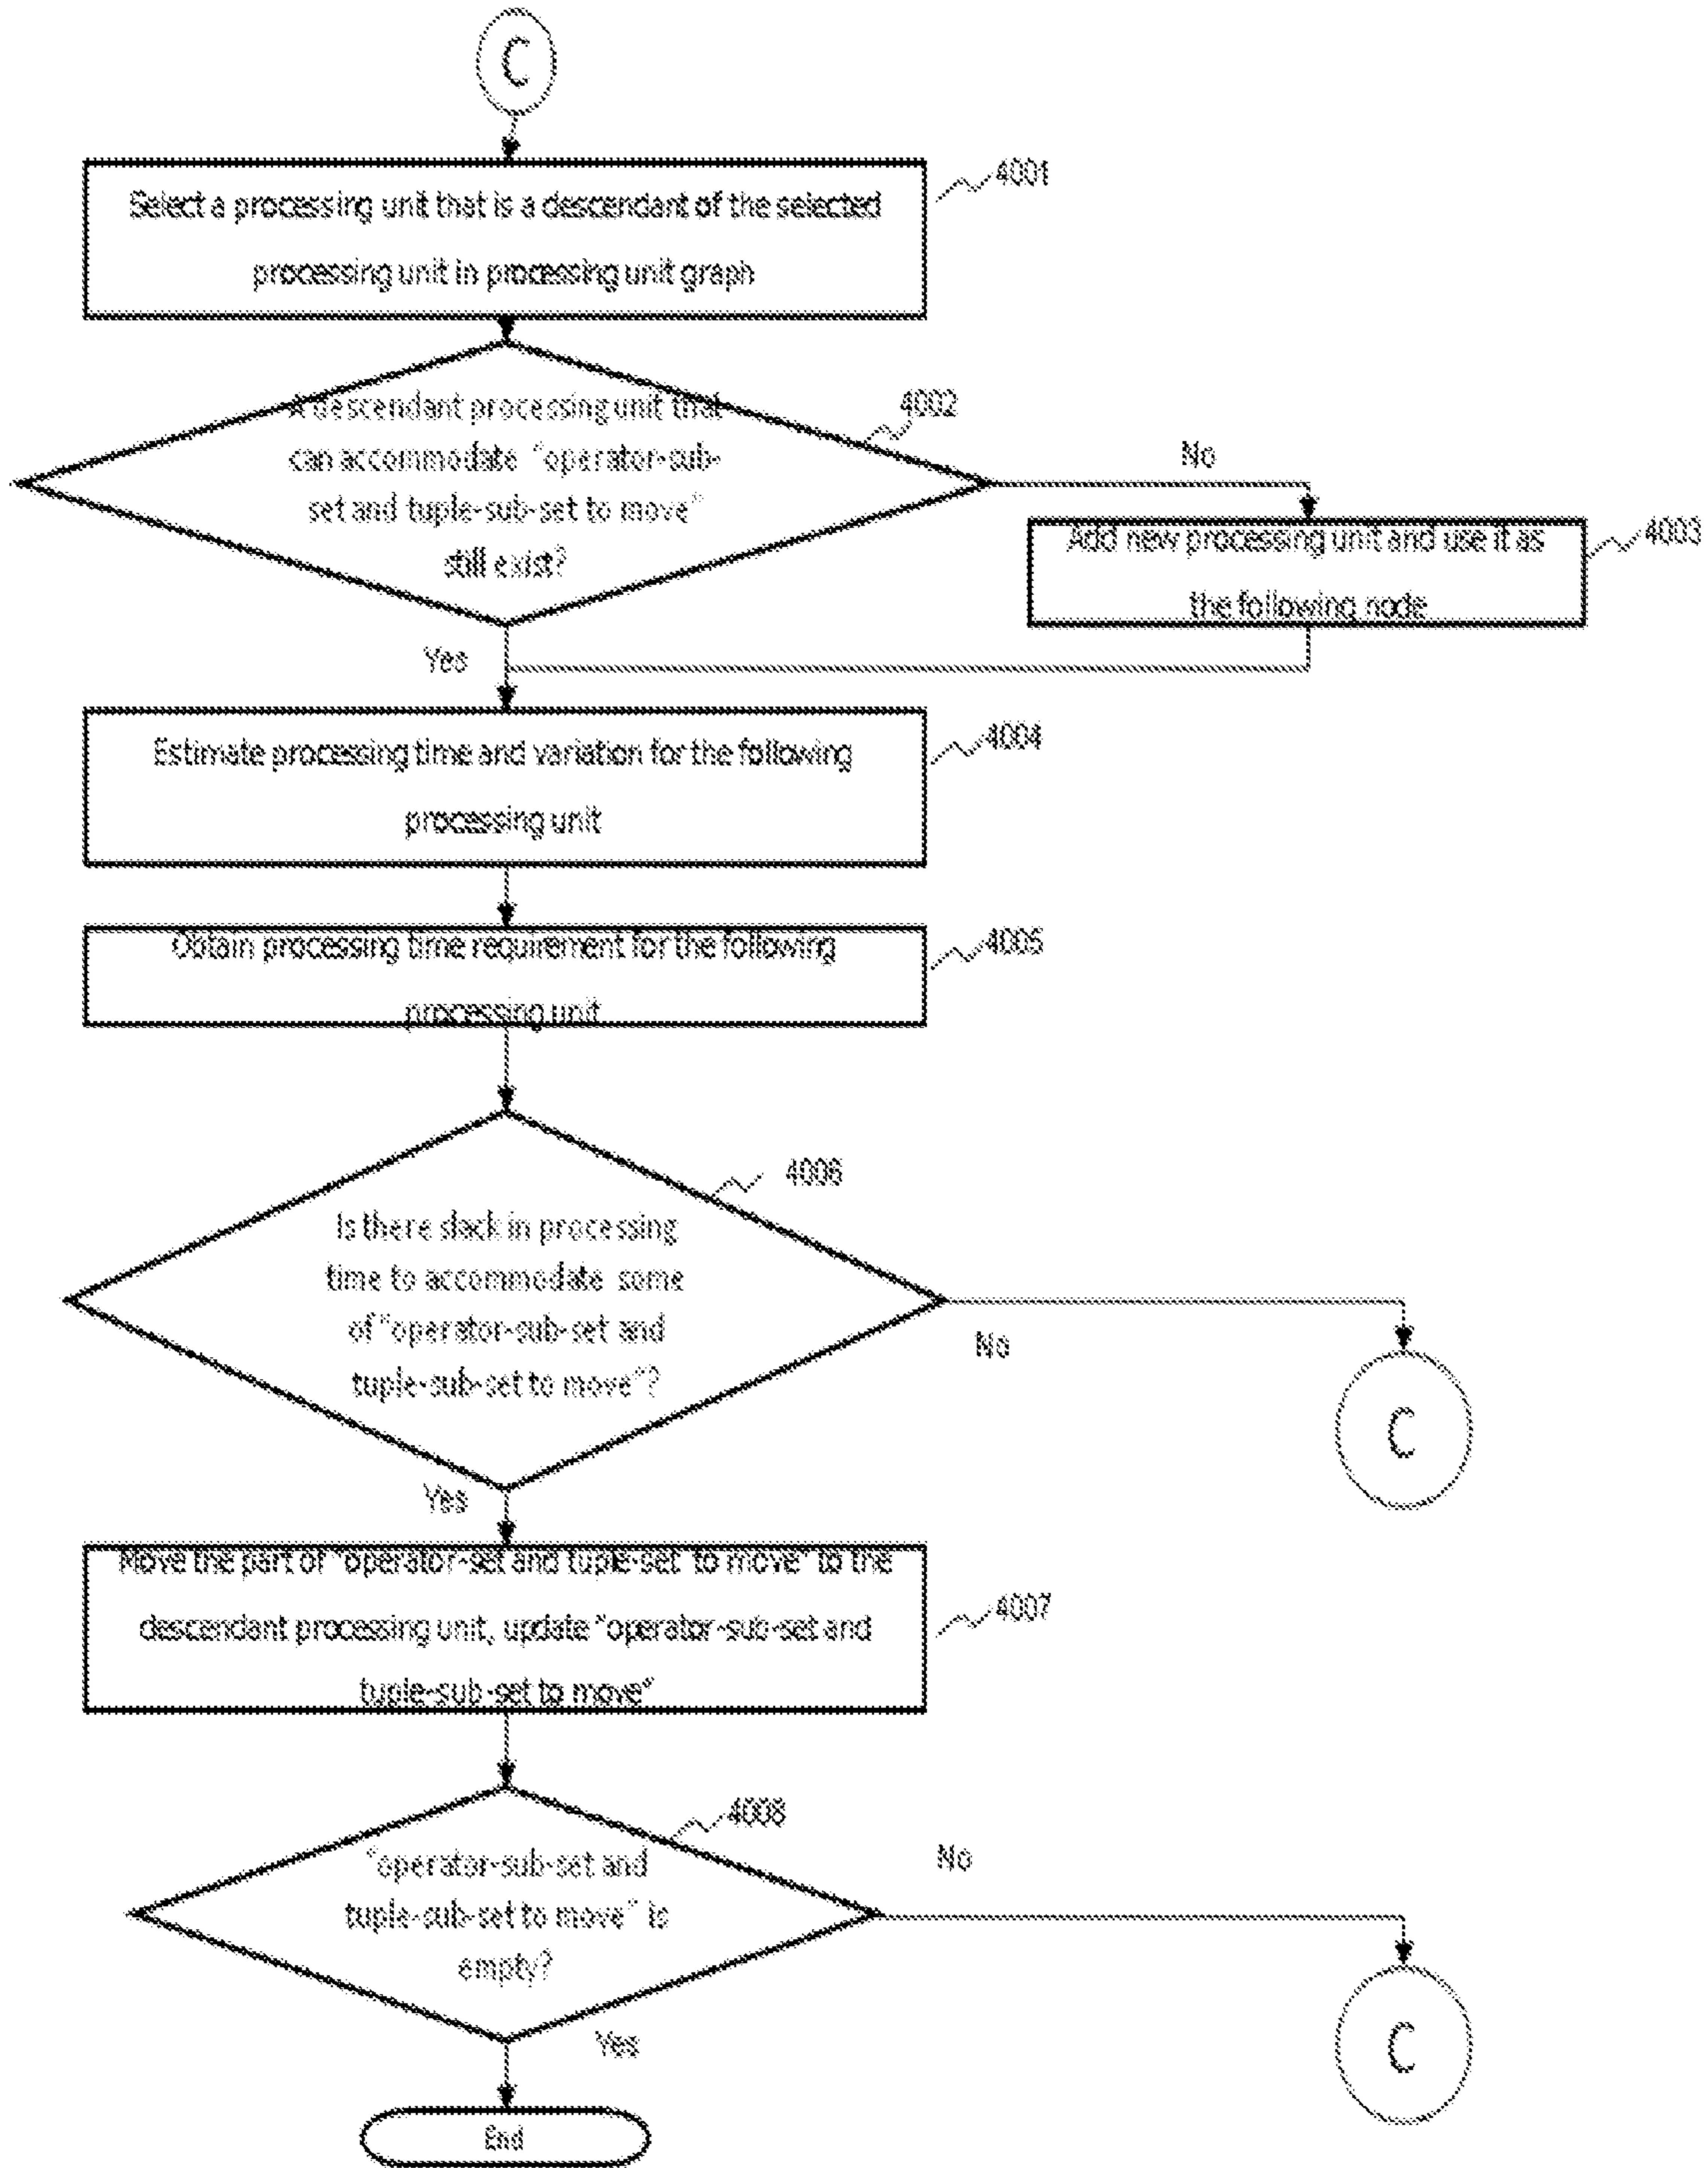 C
Select a processing unit that is a descendant of the selected
processing unit in processing unit graph
4001
A descendant processing unit that
can accommodate "operator-sub-
set and tuple-sub-set to move"
still exist?
4002
No
Add new processing unit and use it as
the following node
4003
Yes
Estimate processing time and variation for the following
processing unit
4004
Obtain processing time requirement for the following
processing unit
4005
Is there slack in processing
time to accommodate some
of "operator-sub-set and
tuple-sub-set to move"?
4006
No
C
Yes
Move the part of "operator-set and tuple-set to move" to the
descendant processing unit, update "operator-sub-set and
tuple-sub-set to move"
4007
"operator-sub-set and
tuple-sub-set to move" is
empty?
4008
No
C
Yes
End